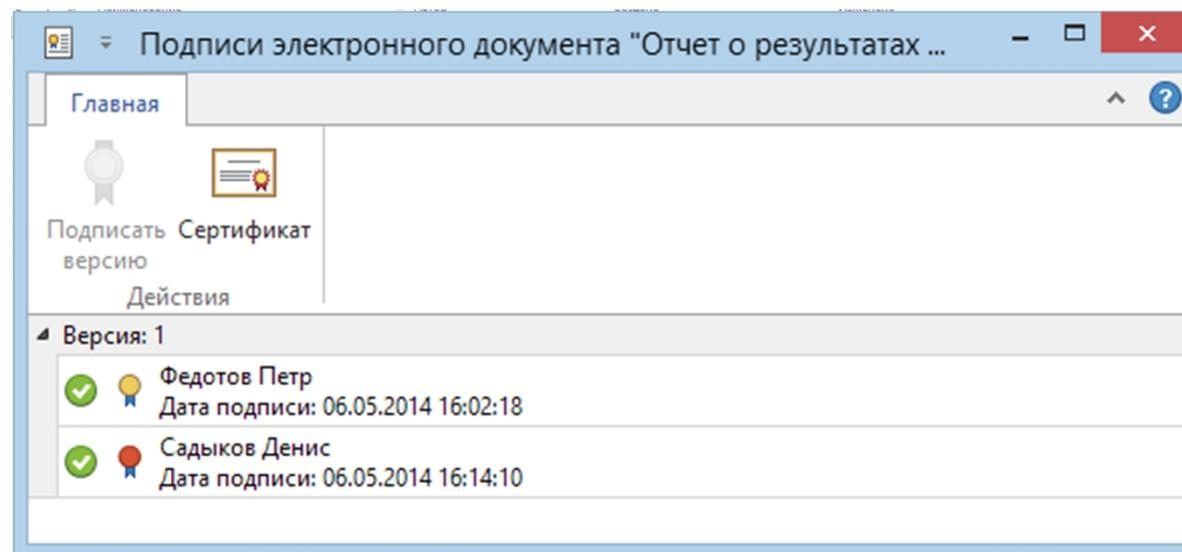 Подписи электронного документа "Отчет о результатах ...
Главная
Подписать
версию
Сертификат
Действия
Версия: 1
Федотов Петр
Дата подписи: 06.05.2014 16:02:18
Садыков Денис
Дата подписи: 06.05.2014 16:14:10